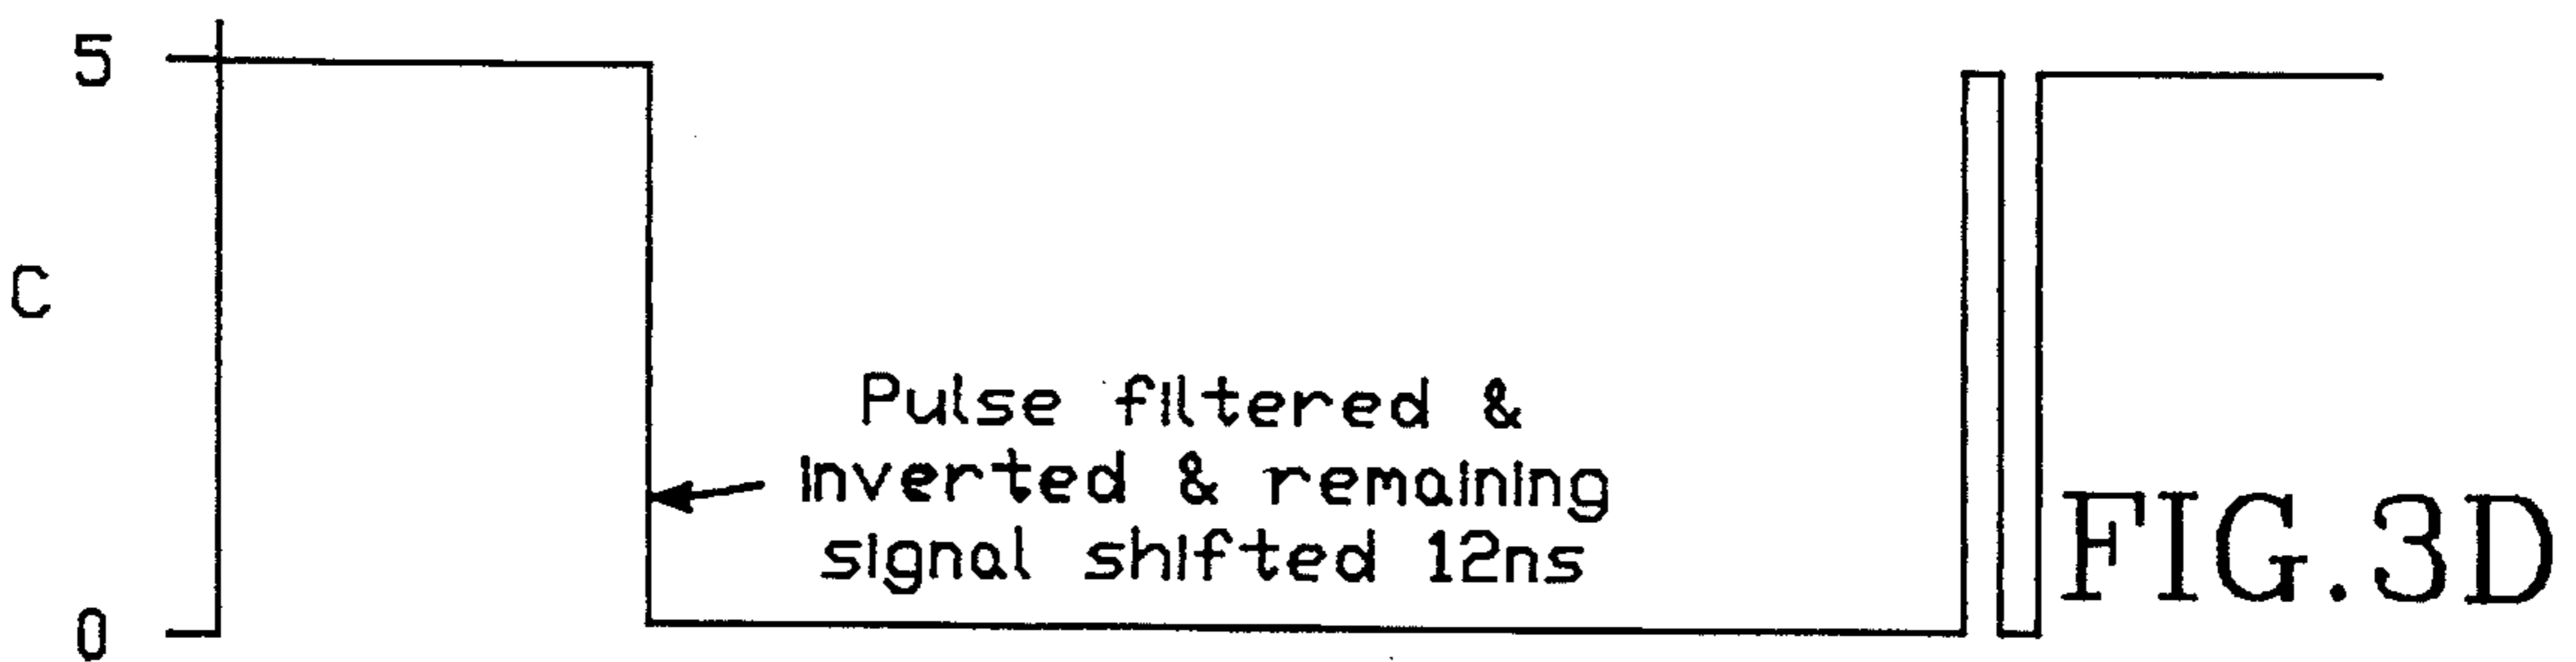 5
C
Pulse filtered &
inverted & remaining
signal shifted 12ns
0
FIG.3D